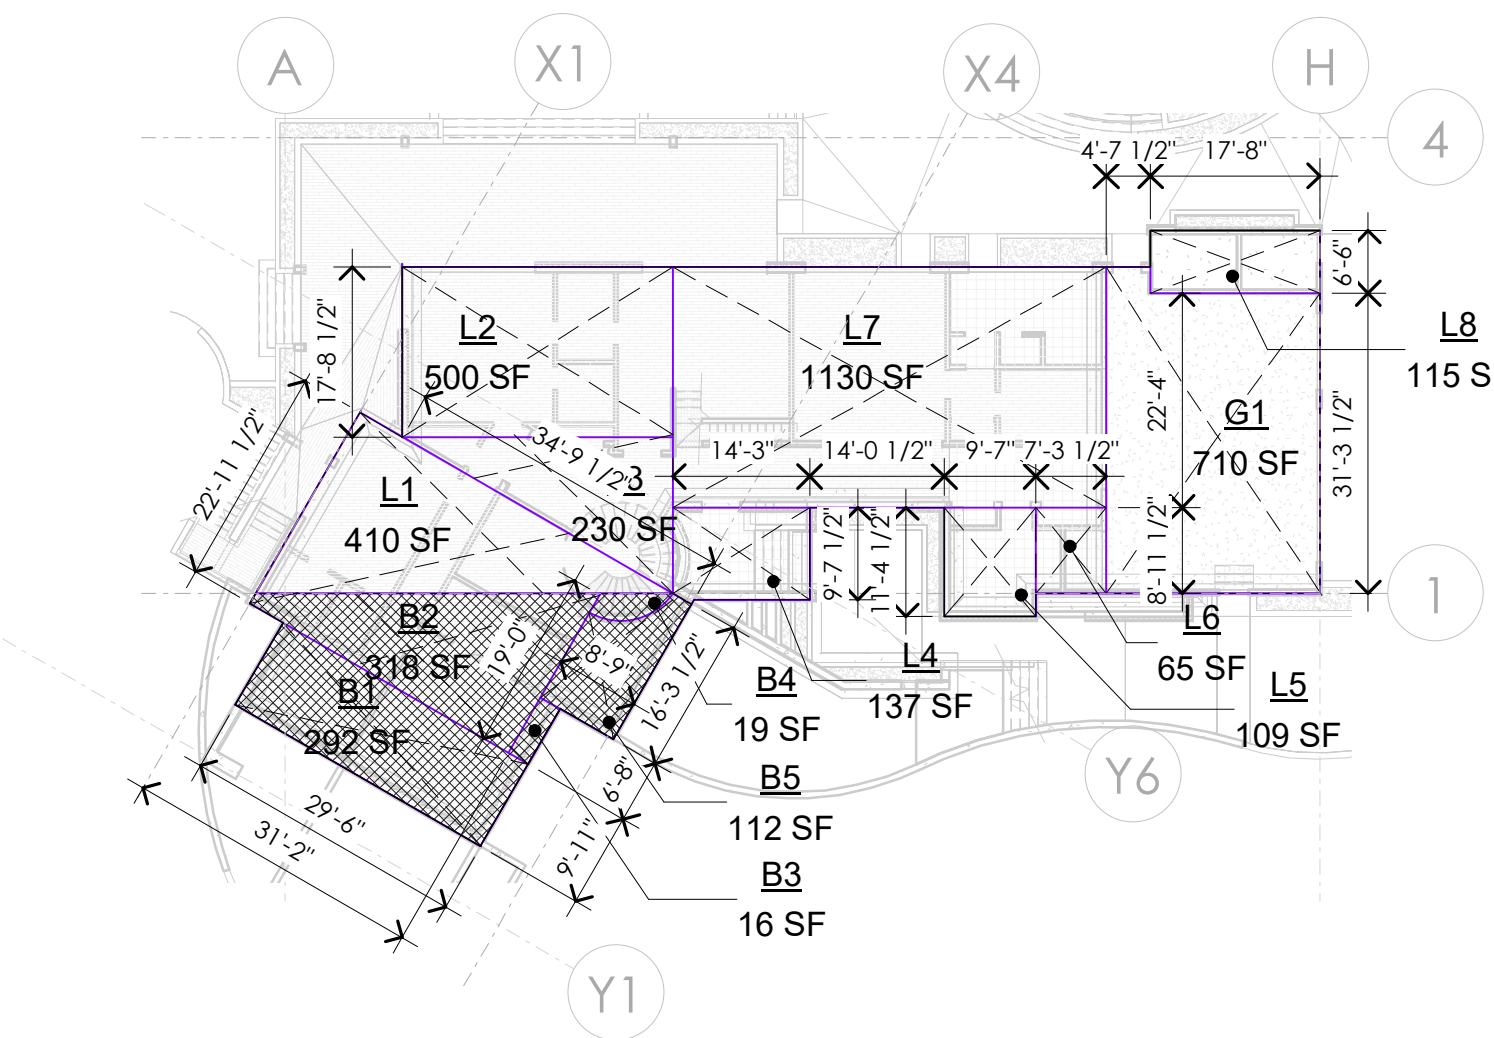 A
X1
X4
H
4
4'-7 1/2"
17'-8"
6'-6"
L8
115 S
17'-8 1/2"
L2
500 SF
L7
1130 SF
22'-4"
G1
710 SF
31'-3 1/2"
22'-11 1/2"
34'-9 1/2"
3
230 SF
14'-3"
14'-0 1/2"
9'-7"
7'-3 1/2"
L1
410 SF
9'-7 1/2"
11'-4 1/2"
8'-11 1/2"
1
B2
318 SF
19'-0"
8'-9"
16'-3 1/2"
B1
292 SF
B4
19 SF
L4
137 SF
L6
65 SF
L5
109 SF
Y6
6'-8"
B5
112 SF
29'-6"
31'-2"
9'-11"
B3
16 SF
Y1